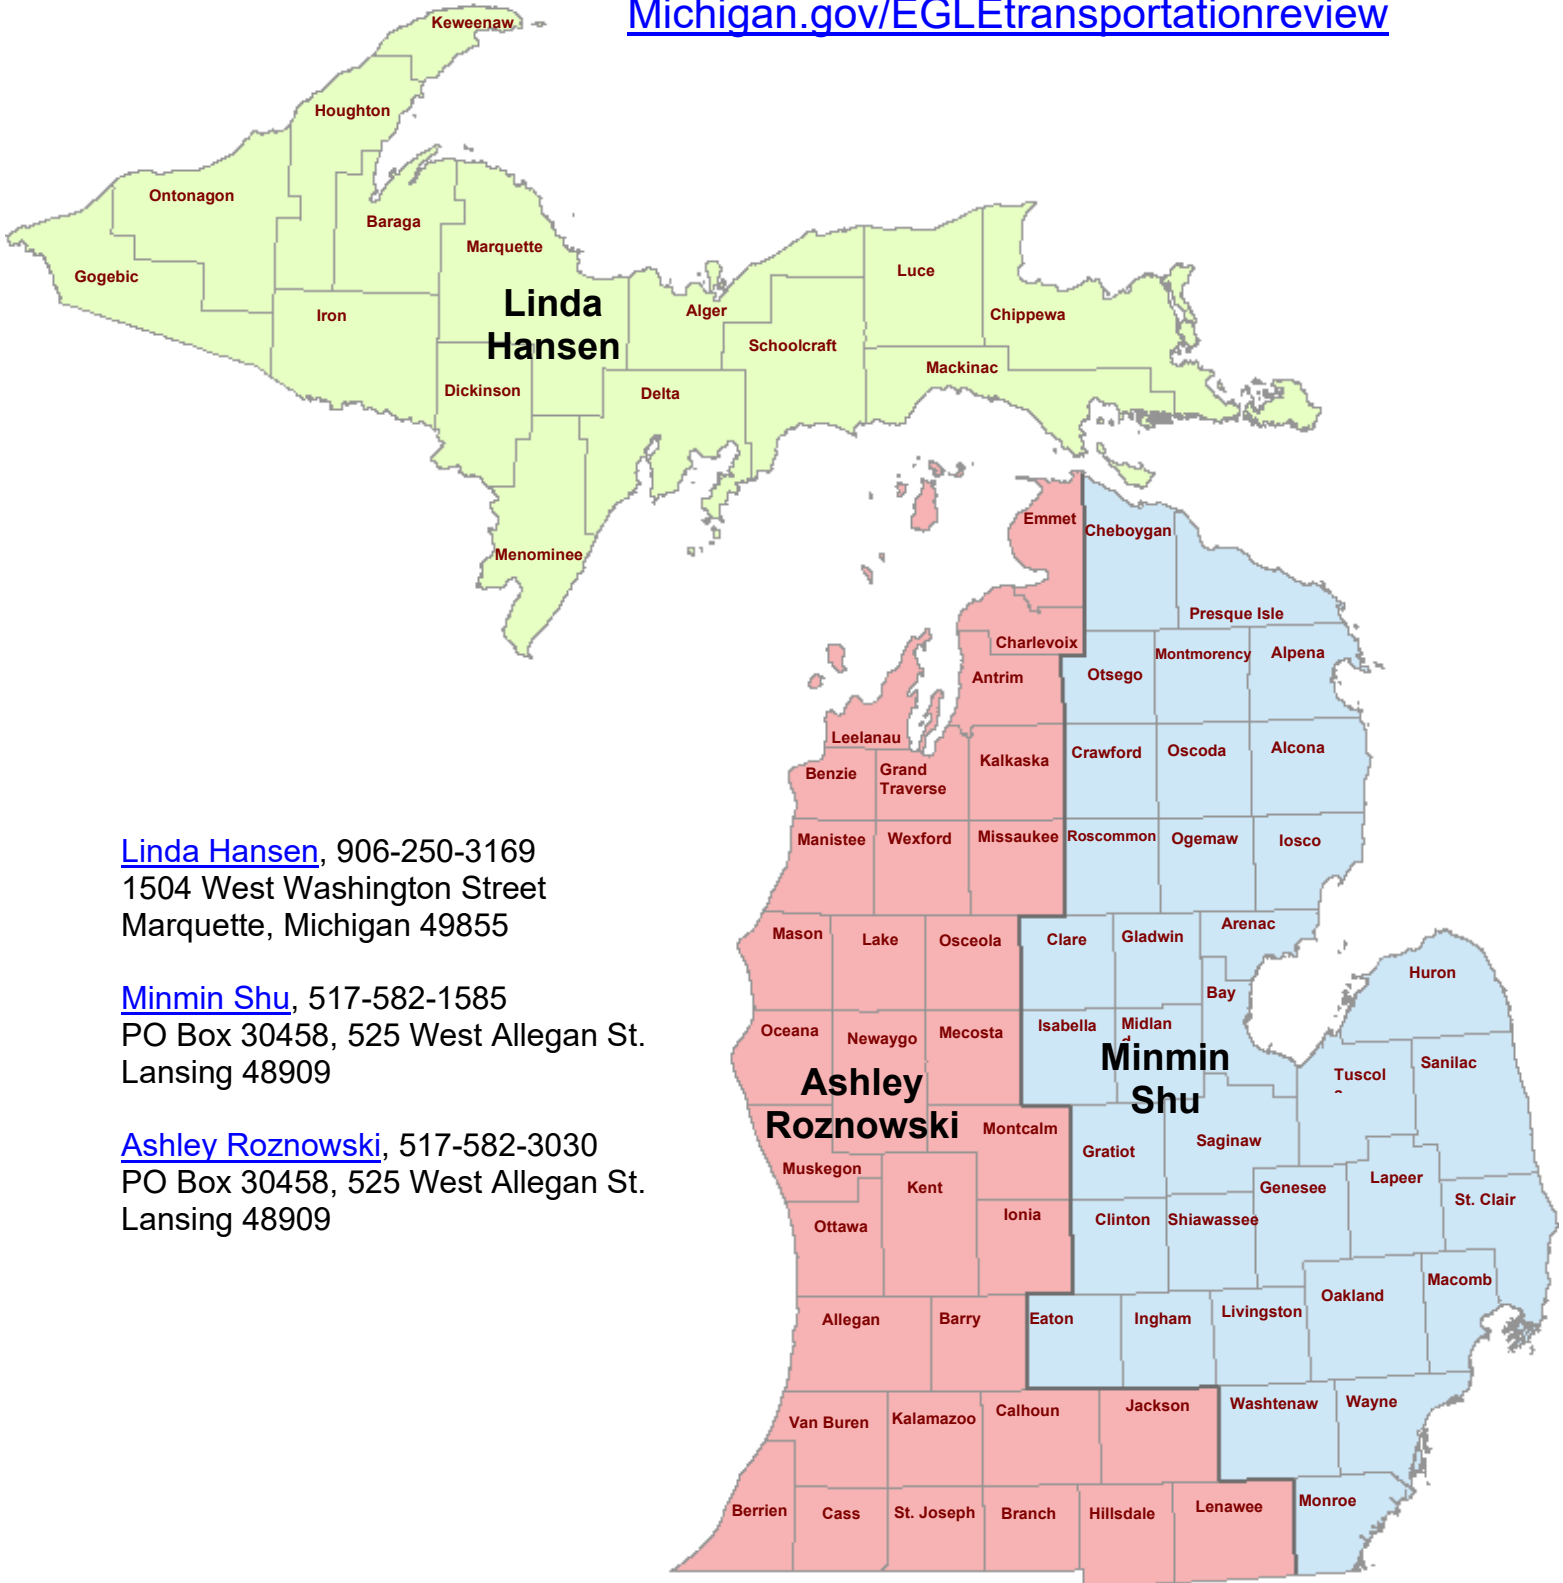 Michigan.gov/EGLEtransportationreview
Keweenaw
Houghton
Ontonagon
Baraga
Marquette
Gogebic
Iron
Linda
Hansen
Alger
Luce
Chippewa
Schoolcraft
Mackinac
Dickinson
Delta
Menominee
Emmet
Cheboygan
Presque Isle
Charlevoix
Montmorency
Alpena
Antrim
Otsego
Leelanau
Benzie
Grand
Traverse
Kalkaska
Crawford
Oscoda
Alcona
Manistee
Wexford
Missaukee
Roscommon
Ogemaw
Iosco
Mason
Lake
Osceola
Clare
Gladwin
Arenac
Huron
Bay
Oceana
Newaygo
Mecosta
Isabella
Midlan
d
Minmin
Shu
Tuscol
Sanilac
Ashley
Roznowski
Montcalm
Gratiot
Saginaw
Muskegon
Kent
Genesee
Lapeer
St. Clair
Ottawa
Ionia
Clinton
Shiawassee
Allegan
Barry
Eaton
Ingham
Livingston
Oakland
Macomb
Van Buren
Kalamazoo
Calhoun
Jackson
Washtenaw
Wayne
Berrien
Cass
St. Joseph
Branch
Hillsdale
Lenawee
Monroe
Linda Hansen, 906-250-3169
1504 West Washington Street
Marquette, Michigan 49855
Minmin Shu, 517-582-1585
PO Box 30458, 525 West Allegan St.
Lansing 48909
Ashley Roznowski, 517-582-3030
PO Box 30458, 525 West Allegan St.
Lansing 48909